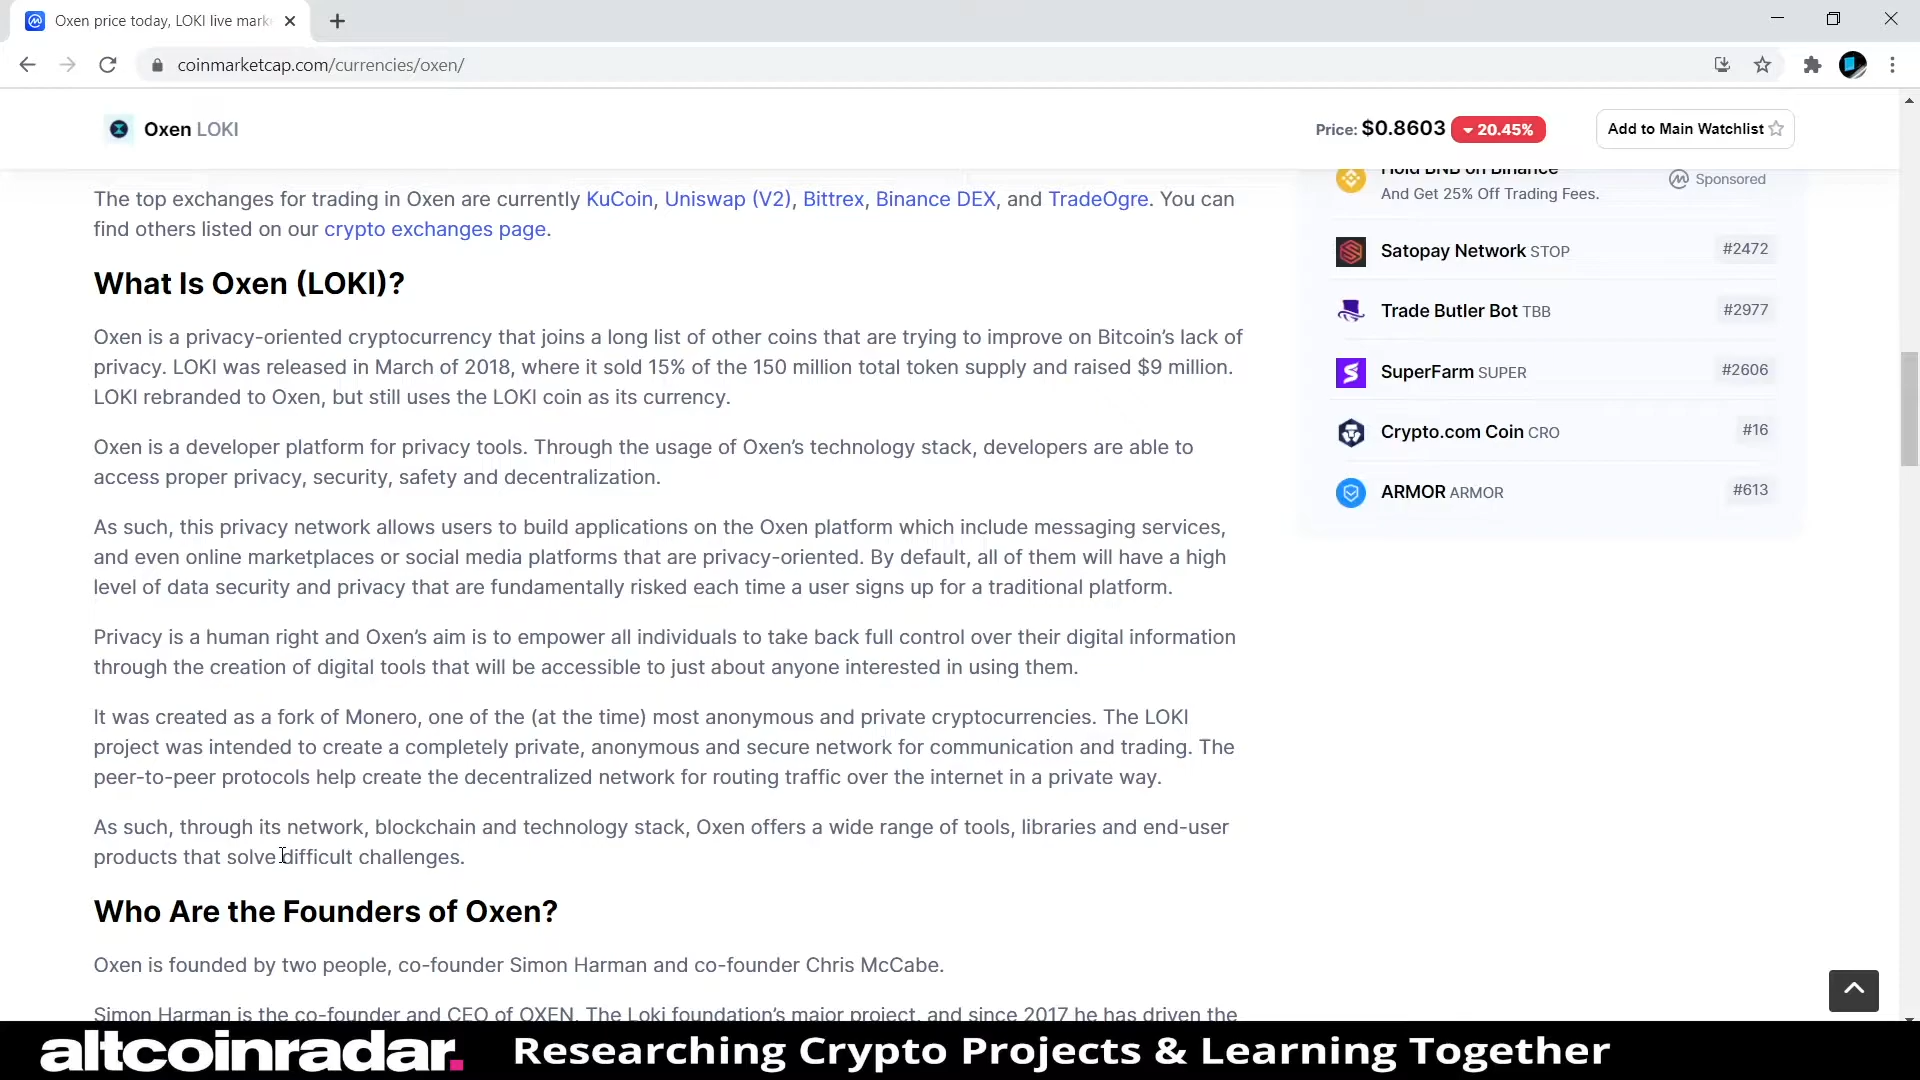 Oxen price today, LOKI live mark
coinmarketcap.com/currencies/oxen/
Oxen LOKI
Price: $0.8603 20.45%
Add to Main Watchlist
The top exchanges for trading in Oxen are currently KuCoin, Uniswap (V2), Bittrex, Binance DEX, and TradeOgre. You can
find others listed on our crypto exchanges page.
What Is Oxen (LOKI)?
Oxen is a privacy-oriented cryptocurrency that joins a long list of other coins that are trying to improve on Bitcoin's lack of
privacy. LOKI was released in March of 2018, where it sold 15% of the 150 million total token supply and raised $9 million.
LOKI rebranded to Oxen, but still uses the LOKI coin as its currency.
Oxen is a developer platform for privacy tools. Through the usage of Oxen's technology stack, developers are able to
access proper privacy, security, safety and decentralization.
As such, this privacy network allows users to build applications on the Oxen platform which include messaging services,
and even online marketplaces or social media platforms that are privacy-oriented. By default, all of them will have a high
level of data security and privacy that are fundamentally risked each time a user signs up for a traditional platform.
Privacy is a human right and Oxen's aim is to empower all individuals to take back full control over their digital information
through the creation of digital tools that will be accessible to just about anyone interested in using them.
It was created as a fork of Monero, one of the (at the time) most anonymous and private cryptocurrencies. The LOKI
project was intended to create a completely private, anonymous and secure network for communication and trading. The
peer-to-peer protocols help create the decentralized network for routing traffic over the internet in a private way.
As such, through its network, blockchain and technology stack, Oxen offers a wide range of tools, libraries and end-user
products that solve difficult challenges.
Who Are the Founders of Oxen?
Oxen is founded by two people, co-founder Simon Harman and co-founder Chris McCabe.
Simon Harman is the co-founder and CEO of OXEN. The Loki foundation's major project, and since 2017 he has driven the
Hold BNB on Binance
And Get 25% Off Trading Fees.
Sponsored
Satopay Network STOP #2472
Trade Butler Bot TBB #2977
SuperFarm SUPER #2606
Crypto.com Coin CRO #16
ARMOR ARMOR #613
altcoinradar. Researching Crypto Projects & Learning Together